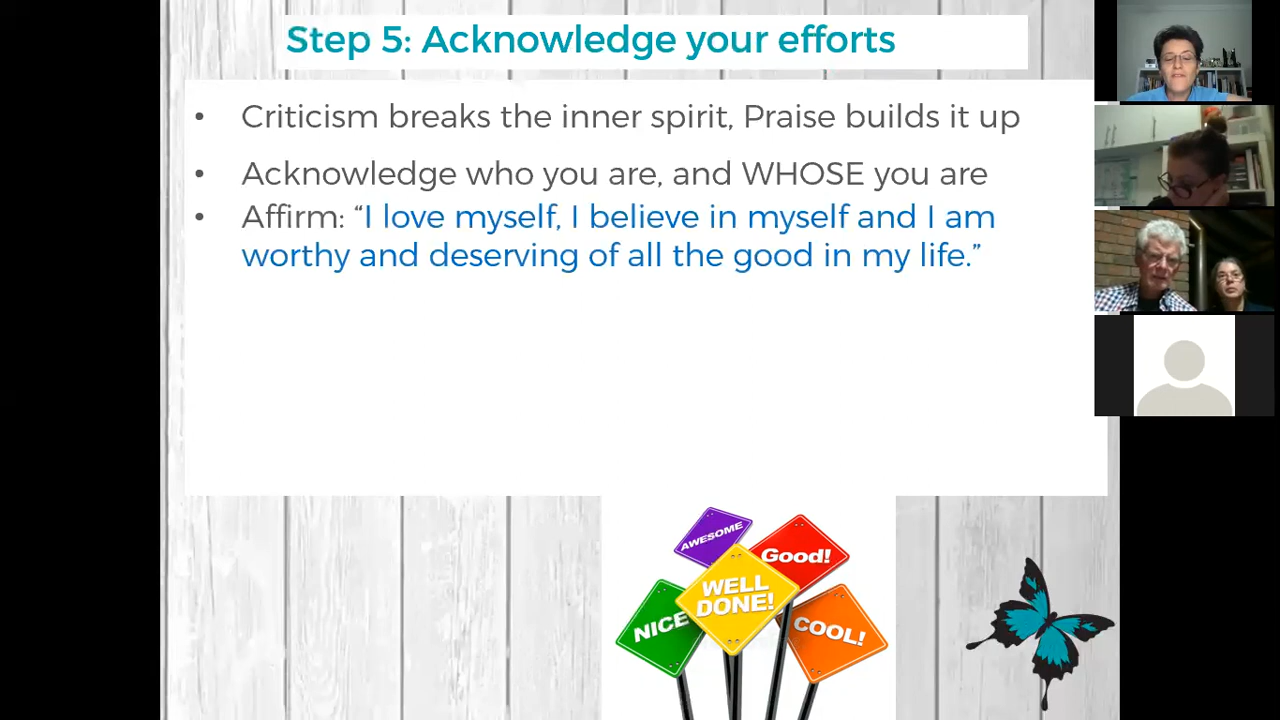 Step 5: Acknowledge your efforts
• Criticism breaks the inner spirit, Praise builds it up
• Acknowledge who you are, and WHOSE you are
• Affirm: “I love myself, I believe in myself and I am
worthy and deserving of all the good in my life.”
AWESOME
Good!
WELL
DONE!
NICE
COOL!